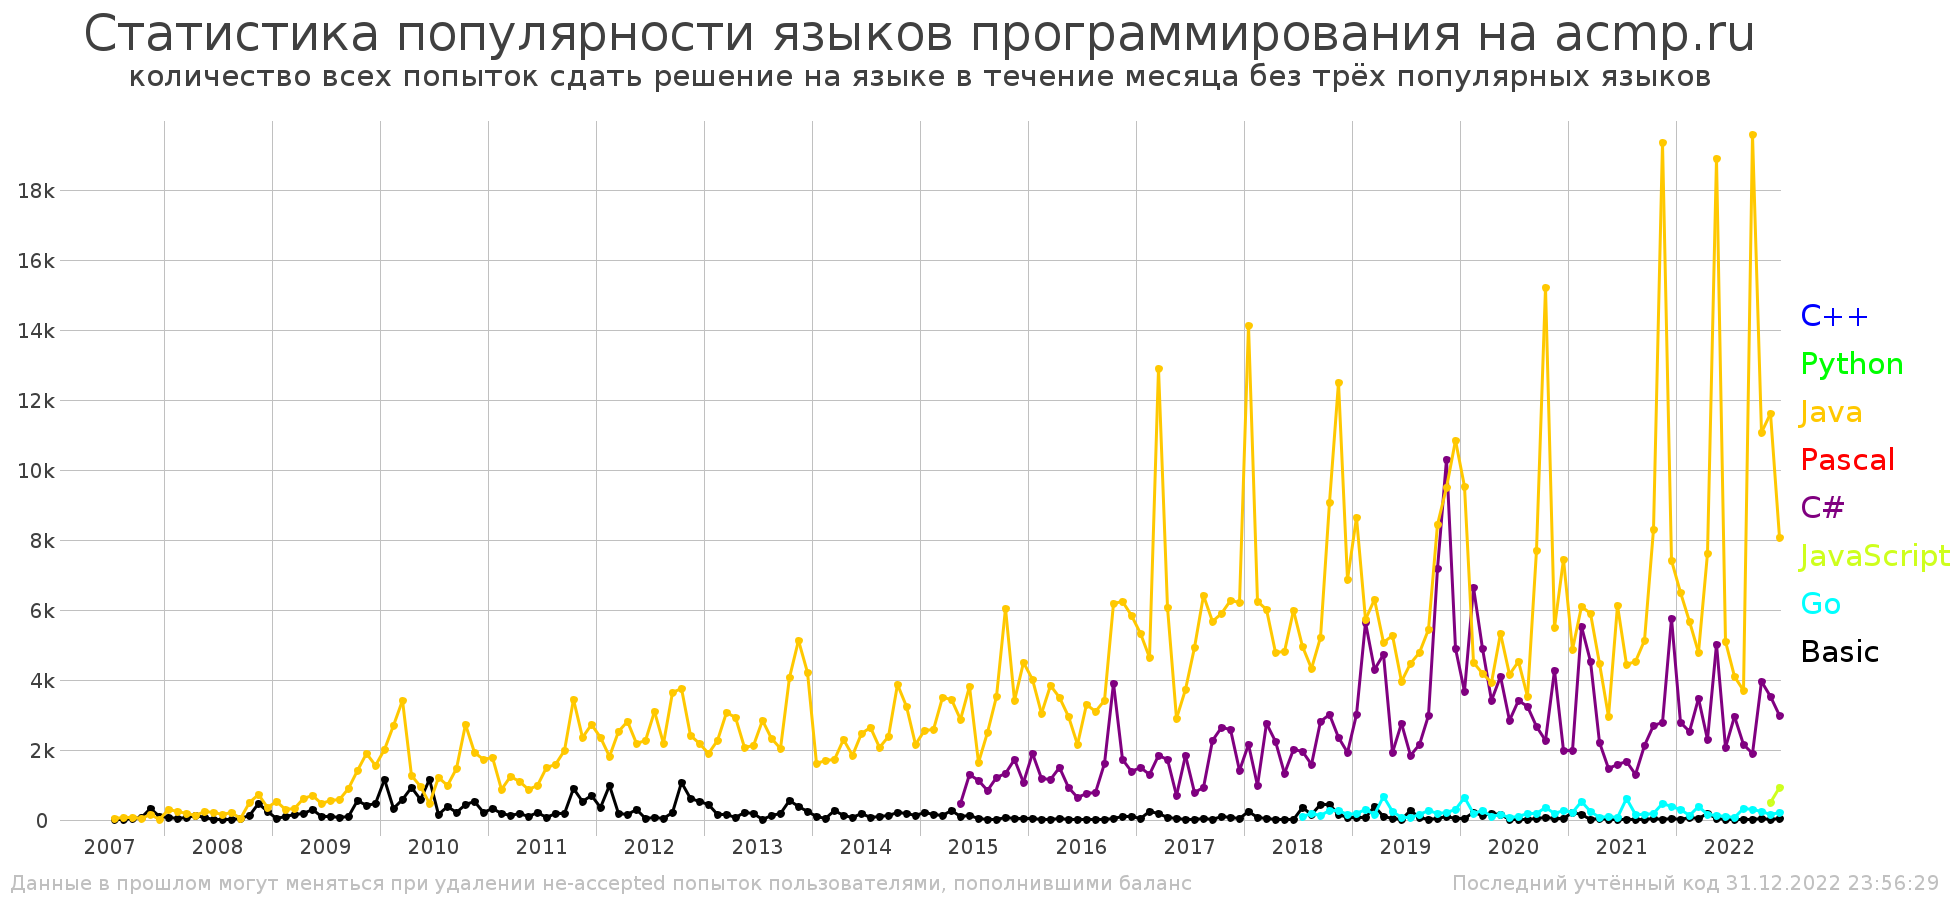 Статистика популярности языков программирования на acmp.ru
количество всех попыток сдать решение на языке в течение месяца без трёх популярных языков
18k
16k
14k
12k
10k
8k
6k
4k
2k
0
C++
Python
Java
Pascal
C#
JavaScript
Go
Basic
2007 2008 2009 2010 2011 2012 2013 2014 2015 2016 2017 2018 2019 2020 2021 2022
Данные в прошлом могут меняться при удалении не-accepted попыток пользователями, пополнившими баланс
Последний учтённый код 31.12.2022 23:56:29